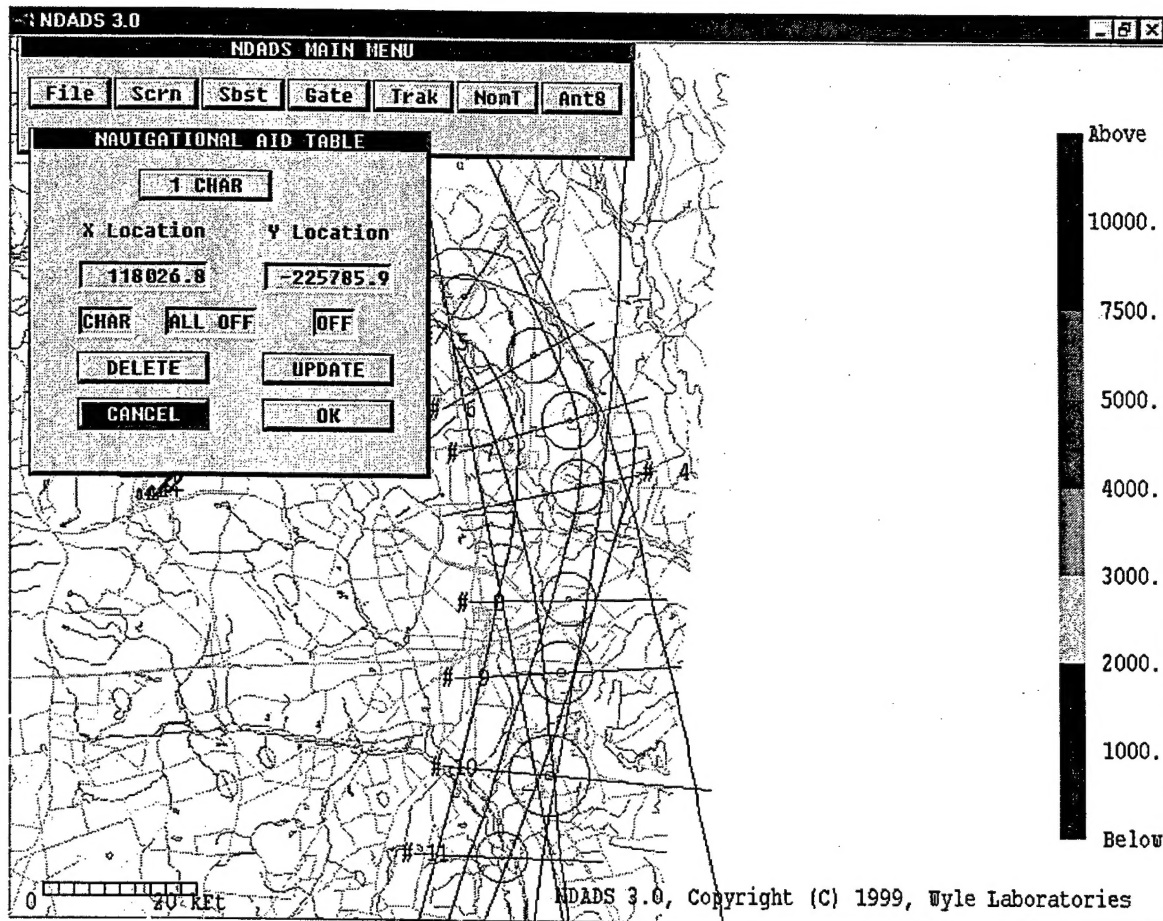 NDADS 3.0
NDADS MAIN MENU
File Scrn Sbst Gate Trak NomT Ant8
NAVIGATIONAL AID TABLE
1 CHAR
X Location Y Location
118026.8 -225785.9
CHAR ALL OFF OFF
DELETE UPDATE
CANCEL OK
Above
10000.
7500.
5000.
4000.
3000.
2000.
1000.
Below
# 6
# 7
# 4
# 8
# 9
# 10
# 11
0 20 kft
NDADS 3.0, Copyright (C) 1999, Wyle Laboratories